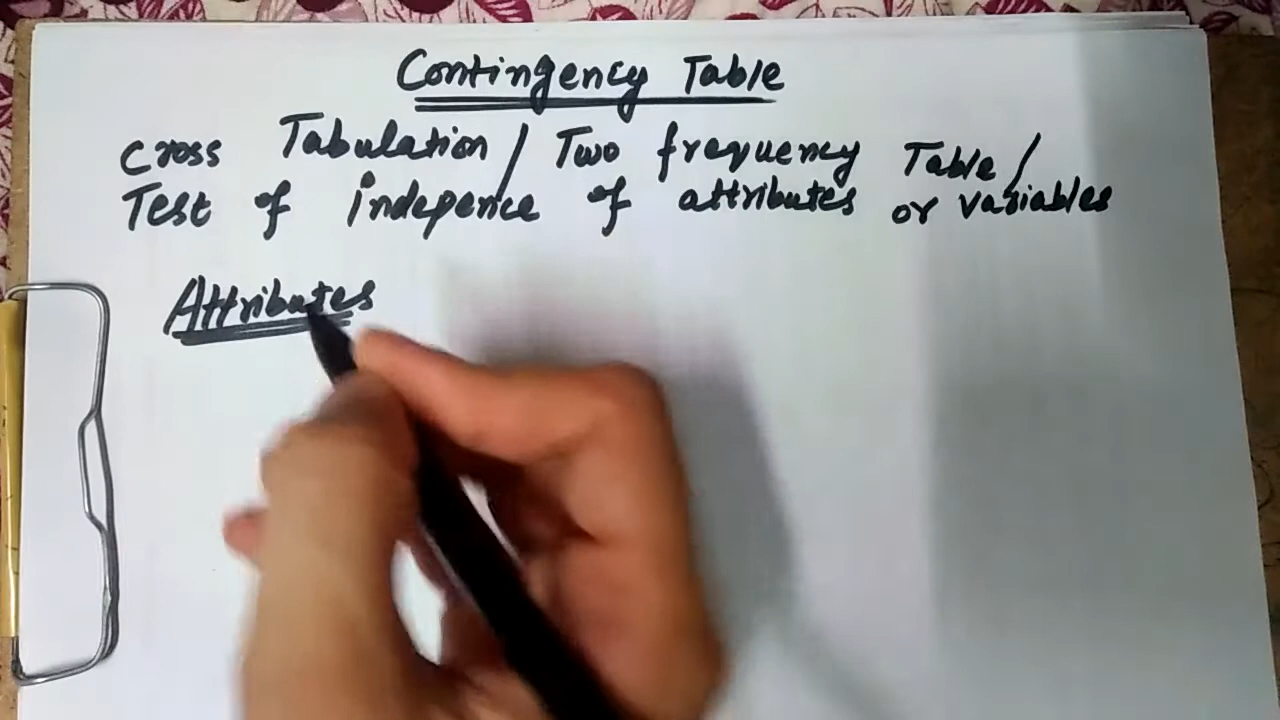 Contingency Table
Cross Tabulation / Two frequency Table /
Test of indepence of attributes or variables
Attributes